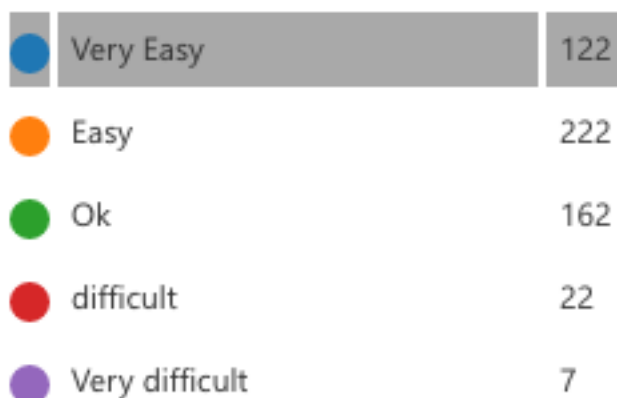 Very Easy 122
Easy 222
Ok 162
difficult 22
Very difficult 7